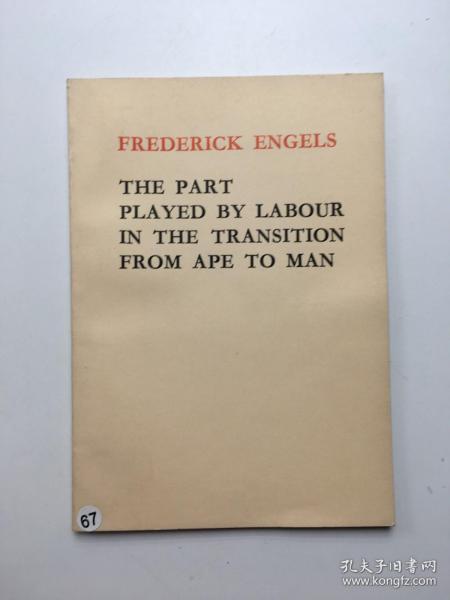 FREDERICK ENGELS
THE PART
PLAYED BY LABOUR
IN THE TRANSITION
FROM APE TO MAN
67
孔夫子旧书网
www.kongfz.com